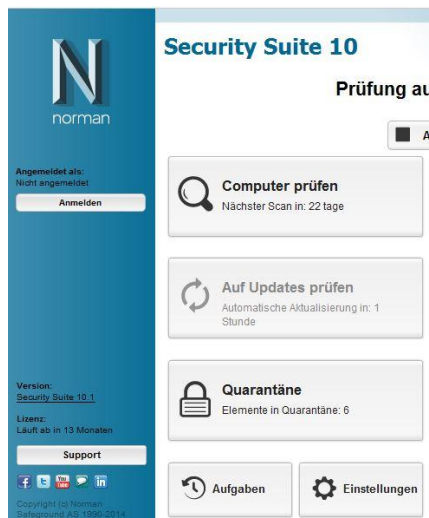 norman
Security Suite 10
Prüfung au
A
Angemeldet als:
Nicht angemeldet
Anmelden
Computer prüfen
Nächster Scan in: 22 tage
Auf Updates prüfen
Automatische Aktualisierung in: 1
Stunde
Quarantäne
Elemente in Quarantäne: 6
Version:
Security Suite 10.1
Lizenz:
Läuft ab in 13 Monaten
Support
Aufgaben
Einstellungen
Copyright (c) Norman
Safeground AS 1990-2014